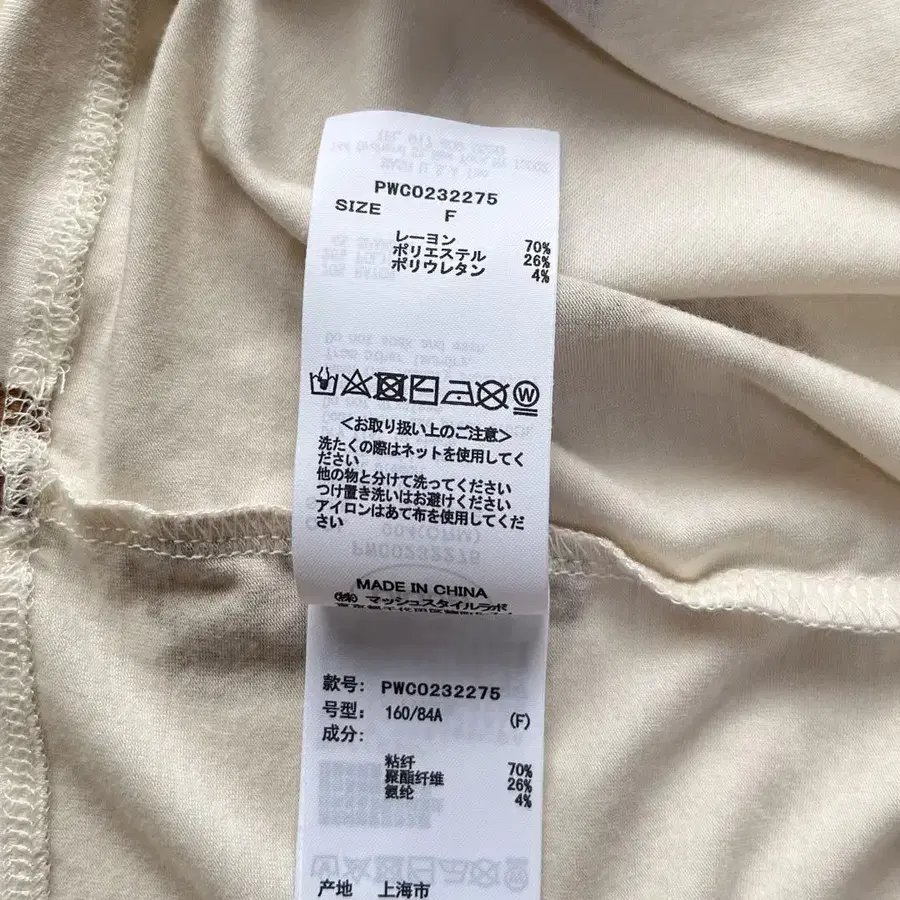 PWCO232275
SIZE F
レーヨン 70%
ポリエステル 26%
ポリウレタン 4%
W
＜お取り扱い上のご注意＞
洗たくの際はネットを使用してく
ださい
他の物と分けて洗ってください
つけ置き洗いはお避けください
アイロンはあて布を使用してくだ
さい
MADE IN CHINA
(株) マッシュスタイルラボ
款号: PWCO232275
号型: 160/84A (F)
成分:
粘纤 70%
聚酯纤维 26%
氨纶 4%
产地 上海市